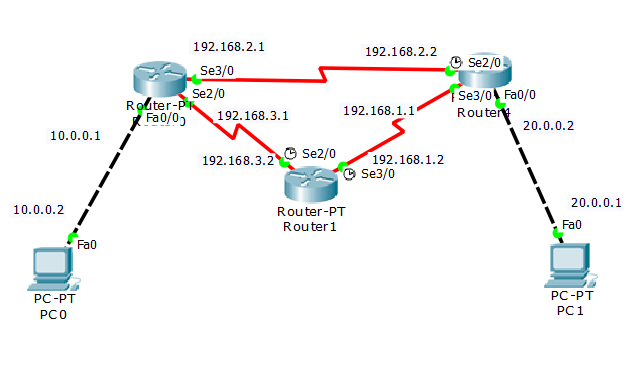 192.168.2.1
192.168.2.2
Se2/0
Se3/0
Router-PT
Se2/0
Fa0/0
192.168.3.1
192.168.1.1
Se3/0
Fa0/0
Router4
10.0.0.1
20.0.0.2
192.168.3.2
Se2/0
192.168.1.2
Se3/0
Router-PT
Router1
10.0.0.2
Fa0
PC-PT
PC0
20.0.0.1
Fa0
PC-PT
PC1